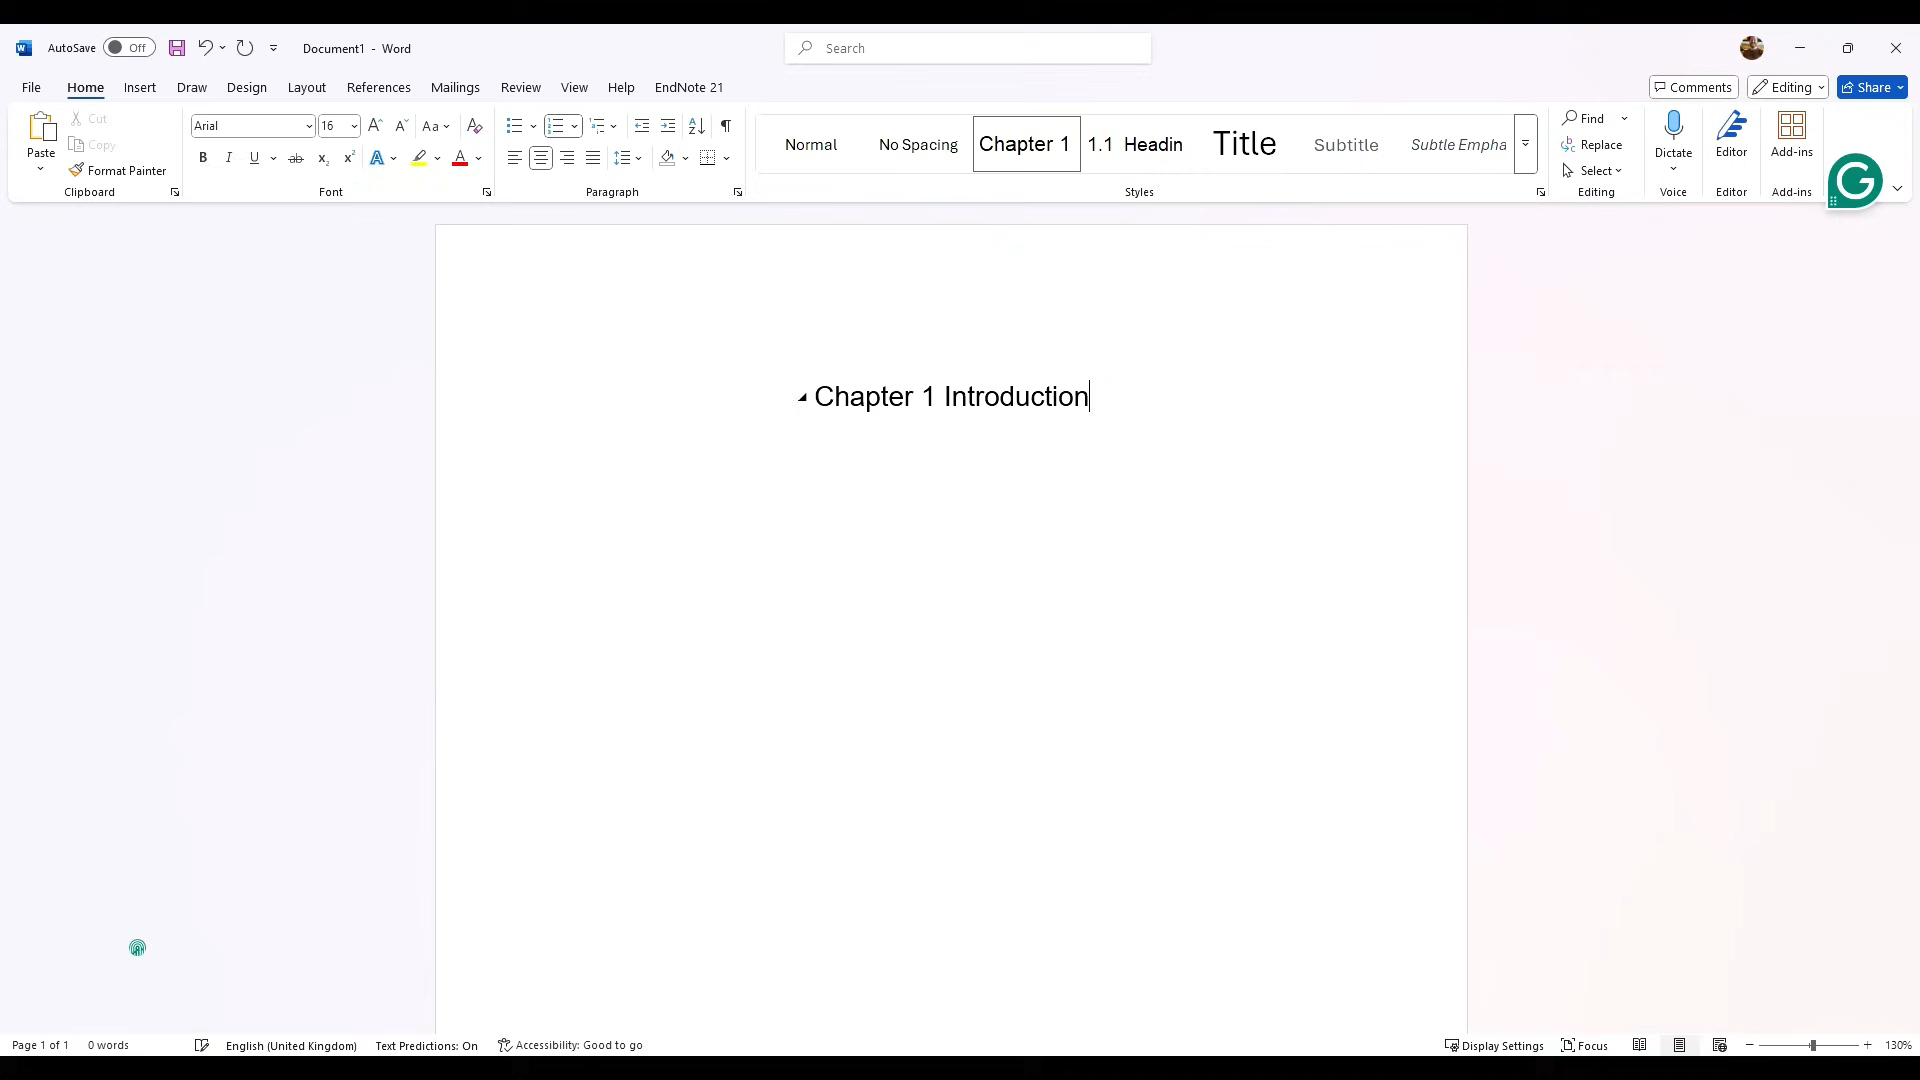 AutoSave Off Document1 - Word Search
File Home Insert Draw Design Layout References Mailings Review View Help EndNote 21 Comments Editing Share
Paste Cut Copy Format Painter Clipboard
Arial 16 Aa B I U ab x2 x2 A A Font
Paragraph
Normal No Spacing Chapter 1 1.1 Headin Title Subtitle Subtle Empha Styles
Find Replace Select Editing
Dictate Voice
Editor Editor
Add-ins Add-ins
Chapter 1 Introduction
Page 1 of 1 0 words English (United Kingdom) Text Predictions: On Accessibility: Good to go Display Settings Focus 130%